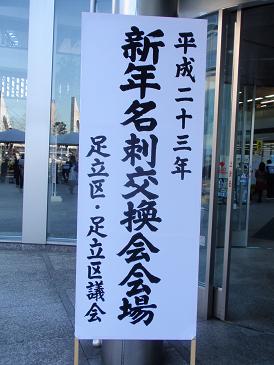 平成二十三年
新年名刺交換会会場
足立区・足立区議会